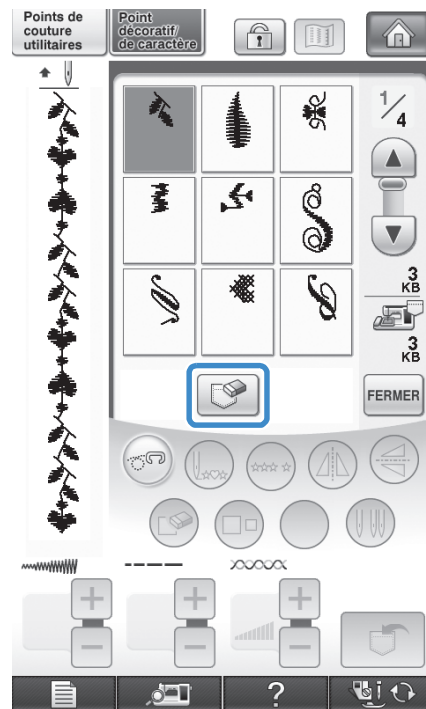 Points de
couture
utilitaires
Point
décoratif/
de caractère
1/4
3
KB
3
KB
FERMER
?